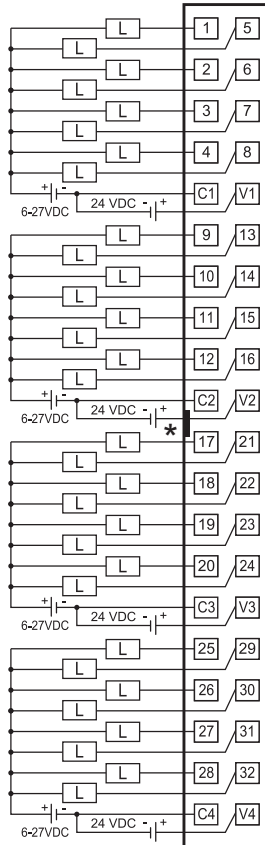 L 1 5
L
L 2 6
L
L 3 7
L
L 4 8
L
+ - C1 V1
6-27VDC 24 VDC - +
L 9 13
L
L 10 14
L
L 11 15
L
L 12 16
L
+ - C2 V2
6-27VDC 24 VDC - +
*
L 17 21
L
L 18 22
L
L 19 23
L
L 20 24
L
+ - C3 V3
6-27VDC 24 VDC - +
L 25 29
L
L 26 30
L
L 27 31
L
L 28 32
L
+ - C4 V4
6-27VDC 24 VDC - +